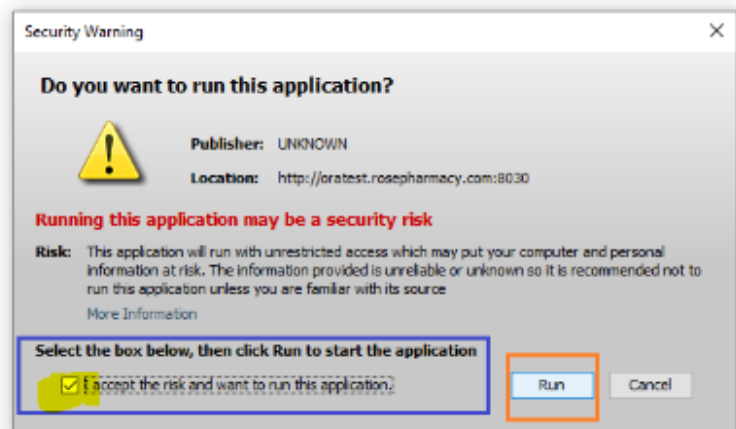 Security Warning
Do you want to run this application?
Publisher: UNKNOWN
Location: http://oratest.rosepharmacy.com:8030
Running this application may be a security risk
Risk: This application will run with unrestricted access which may put your computer and personal
information at risk. The information provided is unreliable or unknown so it is recommended not to
run this application unless you are familiar with its source
More Information
Select the box below, then click Run to start the application
I accept the risk and want to run this application.
Run Cancel